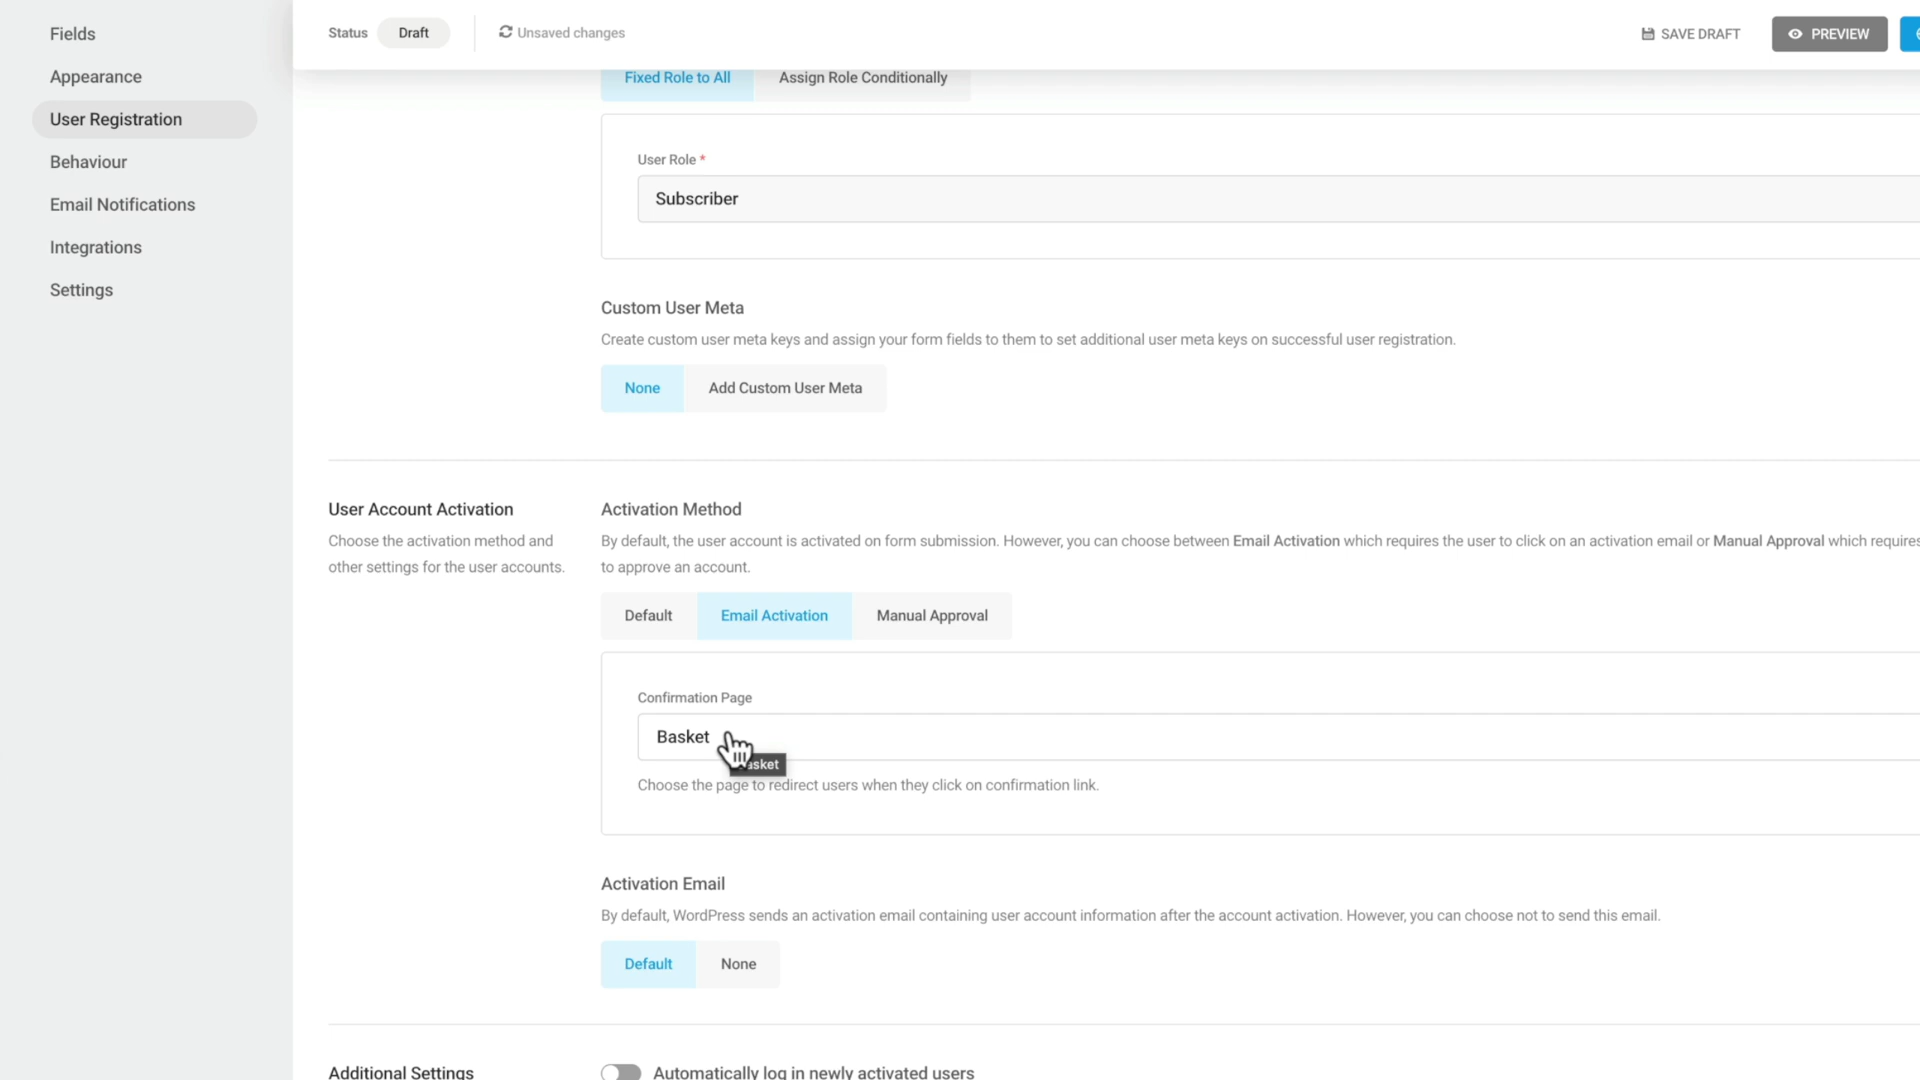 Fields
Appearance
User Registration
Behaviour
Email Notifications
Integrations
Settings
Status Draft Unsaved changes SAVE DRAFT PREVIEW
Fixed Role to All Assign Role Conditionally
User Role *
Subscriber
Custom User Meta
Create custom user meta keys and assign your form fields to them to set additional user meta keys on successful user registration.
None Add Custom User Meta
User Account Activation
Choose the activation method and
other settings for the user accounts.
Activation Method
By default, the user account is activated on form submission. However, you can choose between Email Activation which requires the user to click on an activation email or Manual Approval which requires
to approve an account.
Default Email Activation Manual Approval
Confirmation Page
Basket
Choose the page to redirect users when they click on confirmation link.
Activation Email
By default, WordPress sends an activation email containing user account information after the account activation. However, you can choose not to send this email.
Default None
Additional Settings
Automatically log in newly activated users